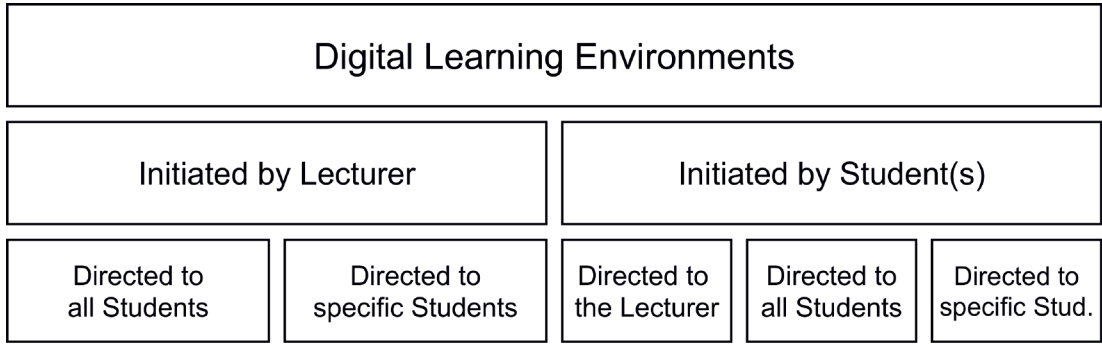 Digital Learning Environments
Initiated by Lecturer
Initiated by Student(s)
Directed to
all Students
Directed to
specific Students
Directed to
the Lecturer
Directed to
all Students
Directed to
specific Stud.